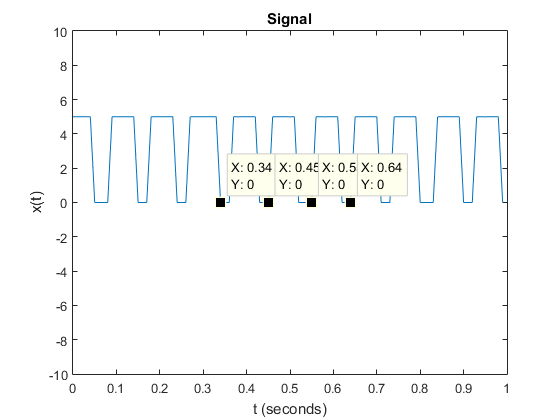 Signal
10
8
6
4
2
0
-2
-4
-6
-8
-10
x(t)
X: 0.34
Y: 0
X: 0.45
Y: 0
X: 0.5
Y: 0
X: 0.64
Y: 0
0 0.1 0.2 0.3 0.4 0.5 0.6 0.7 0.8 0.9 1
t (seconds)